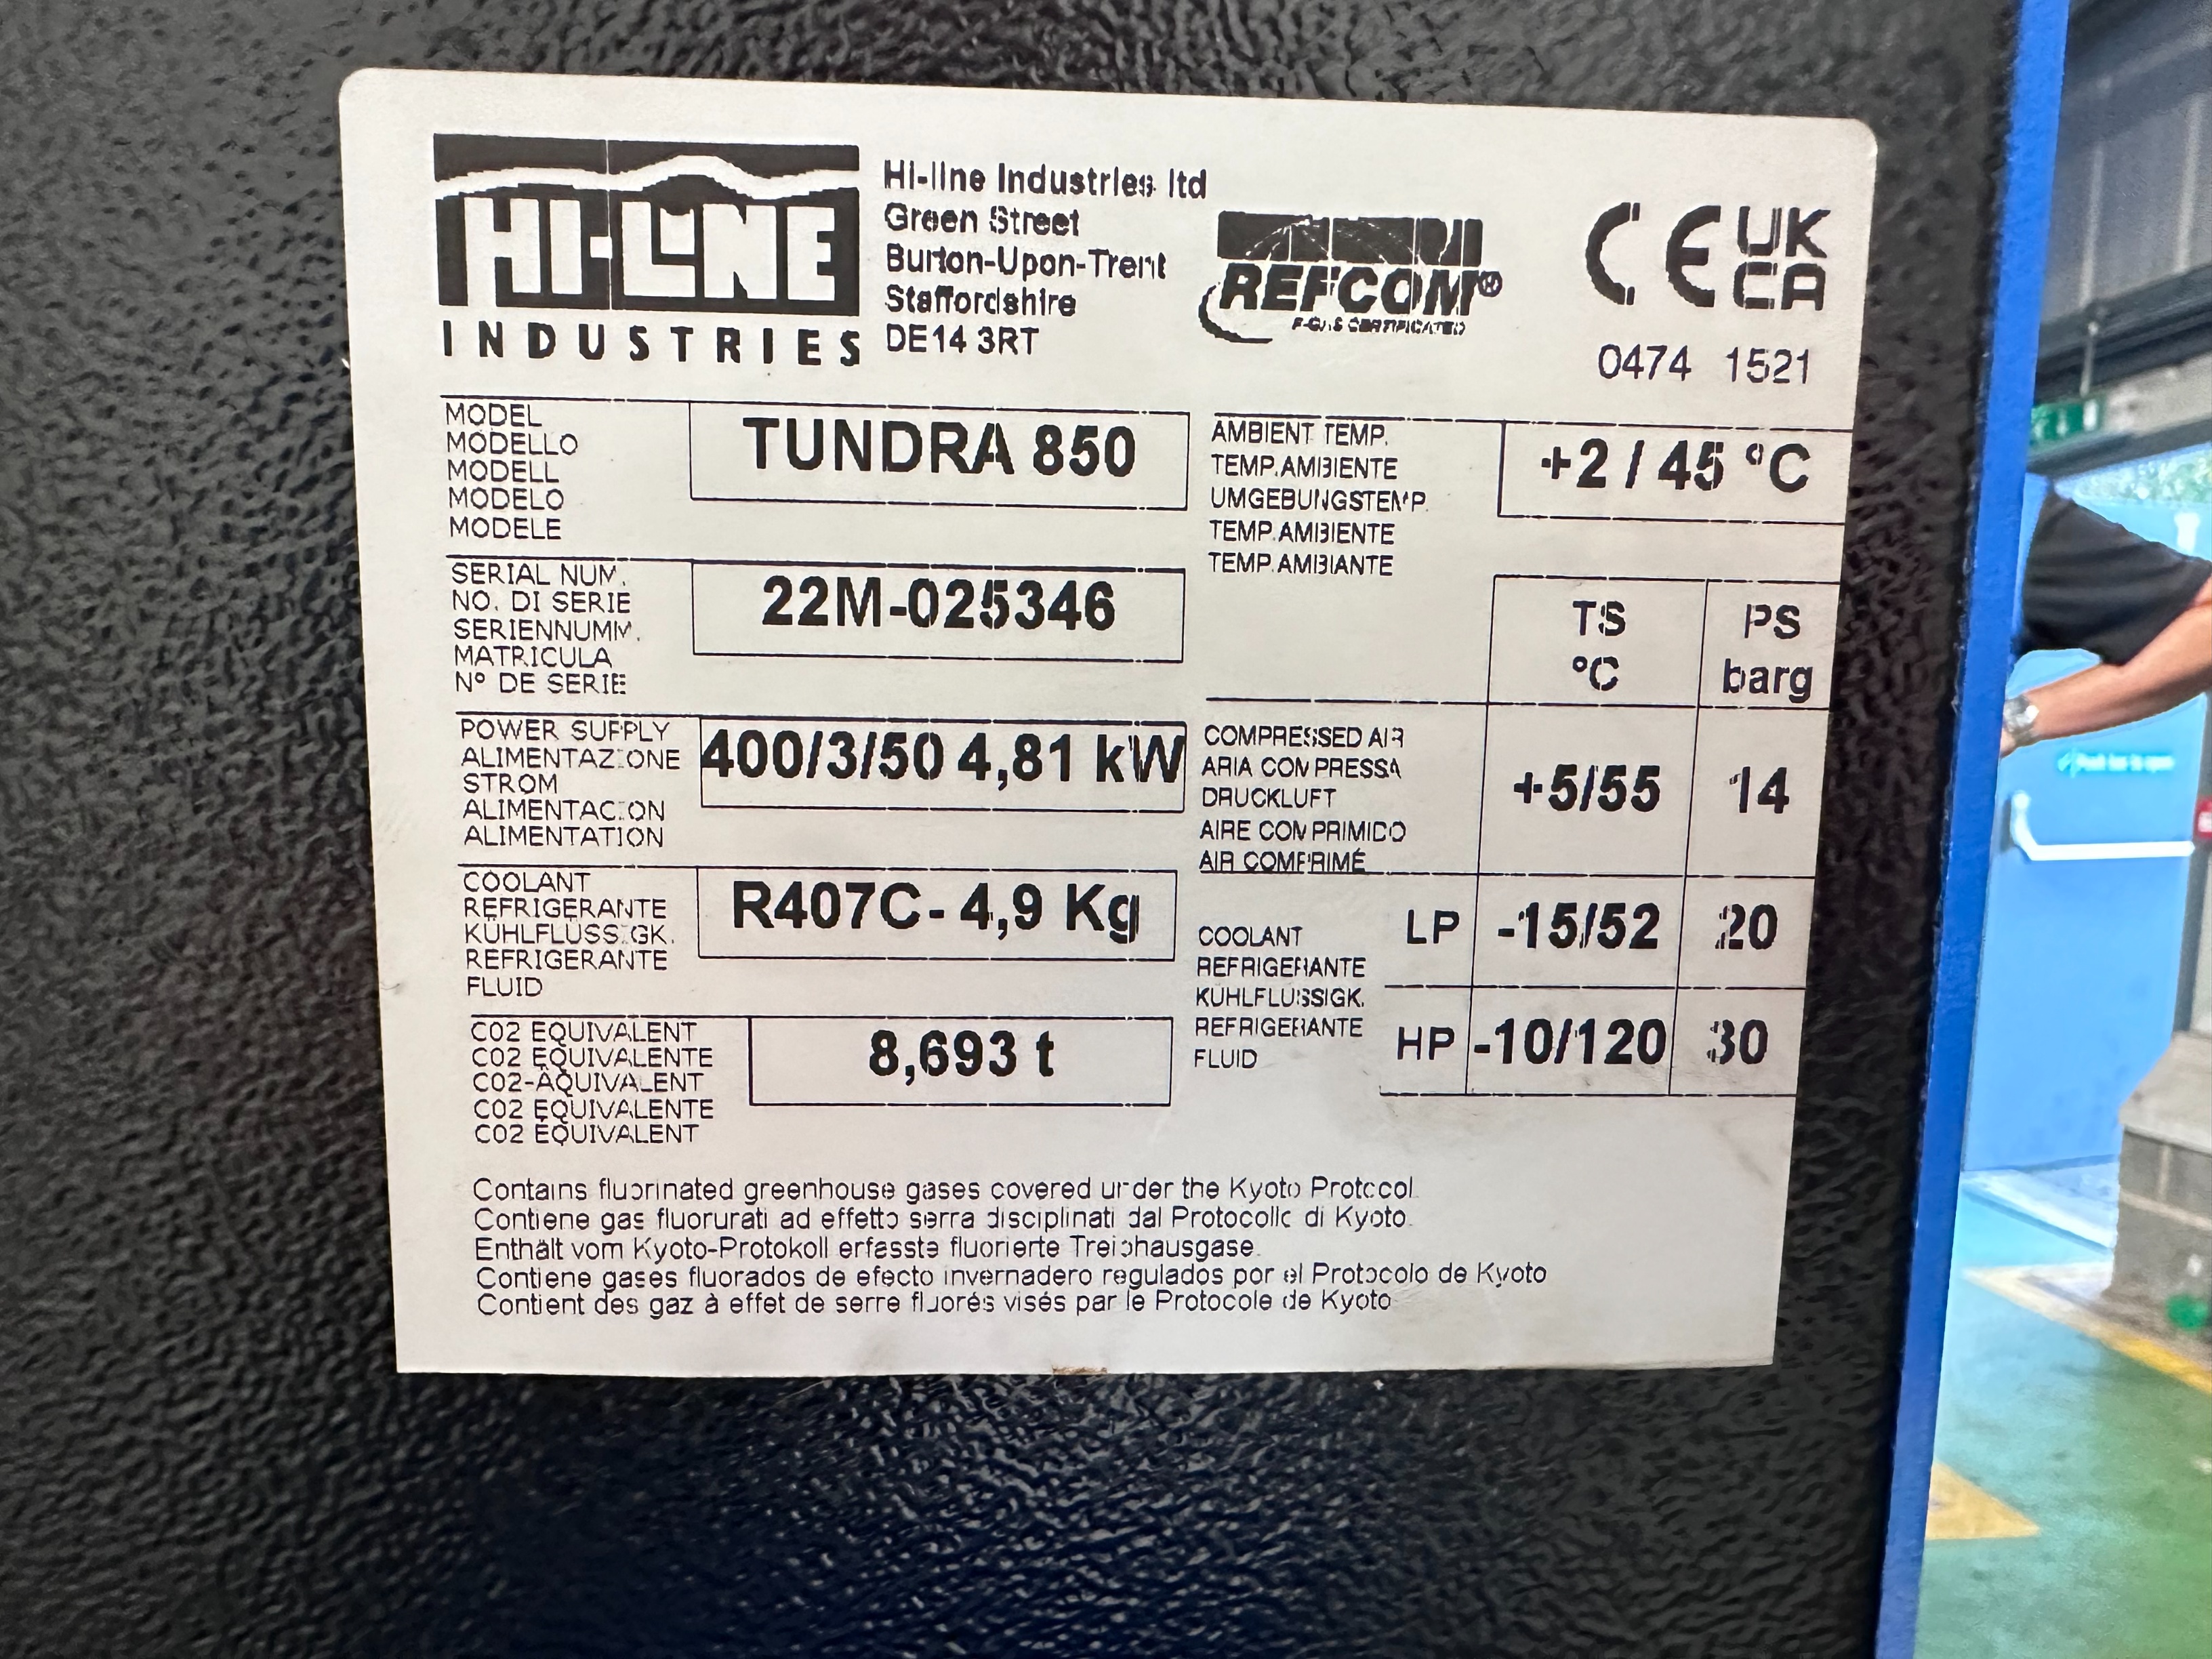 HI-LINE
INDUSTRIES
Hi-line Industries ltd
Green Street
Burton-Upon-Trent
Staffordshire
DE14 3RT
REFCOM®
F-GAS CERTIFICATED
CE UK
CA
0474 1521
MODEL
MODELLO
MODELL
MODELO
MODELE
TUNDRA 850
SERIAL NUM.
NO. DI SERIE
SERIENNUMM.
MATRICULA
N° DE SERIE
22M-025346
POWER SUPPLY
ALIMENTAZIONE
STROM
ALIMENTACION
ALIMENTATION
400/3/50 4,81 kW
COOLANT
REFRIGERANTE
KÜHLFLÜSSIGK.
REFRIGERANTE
FLUID
R407C- 4,9 Kg
C02 EQUIVALENT
C02 EQUIVALENTE
C02-ÄQUIVALENT
C02 EQUIVALENTE
C02 ÉQUIVALENT
8,693 t
AMBIENT TEMP.
TEMP.AMBIENTE
UMGEBUNGSTEMP.
TEMP.AMBIENTE
TEMP.AMBIANTE
+2 / 45 °C
TS
°C
PS
barg
COMPRESSED AIR
ARIA COMPRESSA
DRUCKLUFT
AIRE COMPRIMIDO
AIR COMPRIMÉ
+5/55 14
COOLANT
REFRIGERANTE
KÜHLFLÜSSIGK.
REFRIGERANTE
FLUID
LP -15/52 20
HP -10/120 30
Contains fluorinated greenhouse gases covered under the Kyoto Protocol.
Contiene gas fluorurati ad effetto serra disciplinati dal Protocollo di Kyoto.
Enthält vom Kyoto-Protokoll erfasste fluorierte Treibhausgase.
Contiene gases fluorados de efecto invernadero regulados por el Protocolo de Kyoto
Contient des gaz à effet de serre fluorés visés par le Protocole de Kyoto